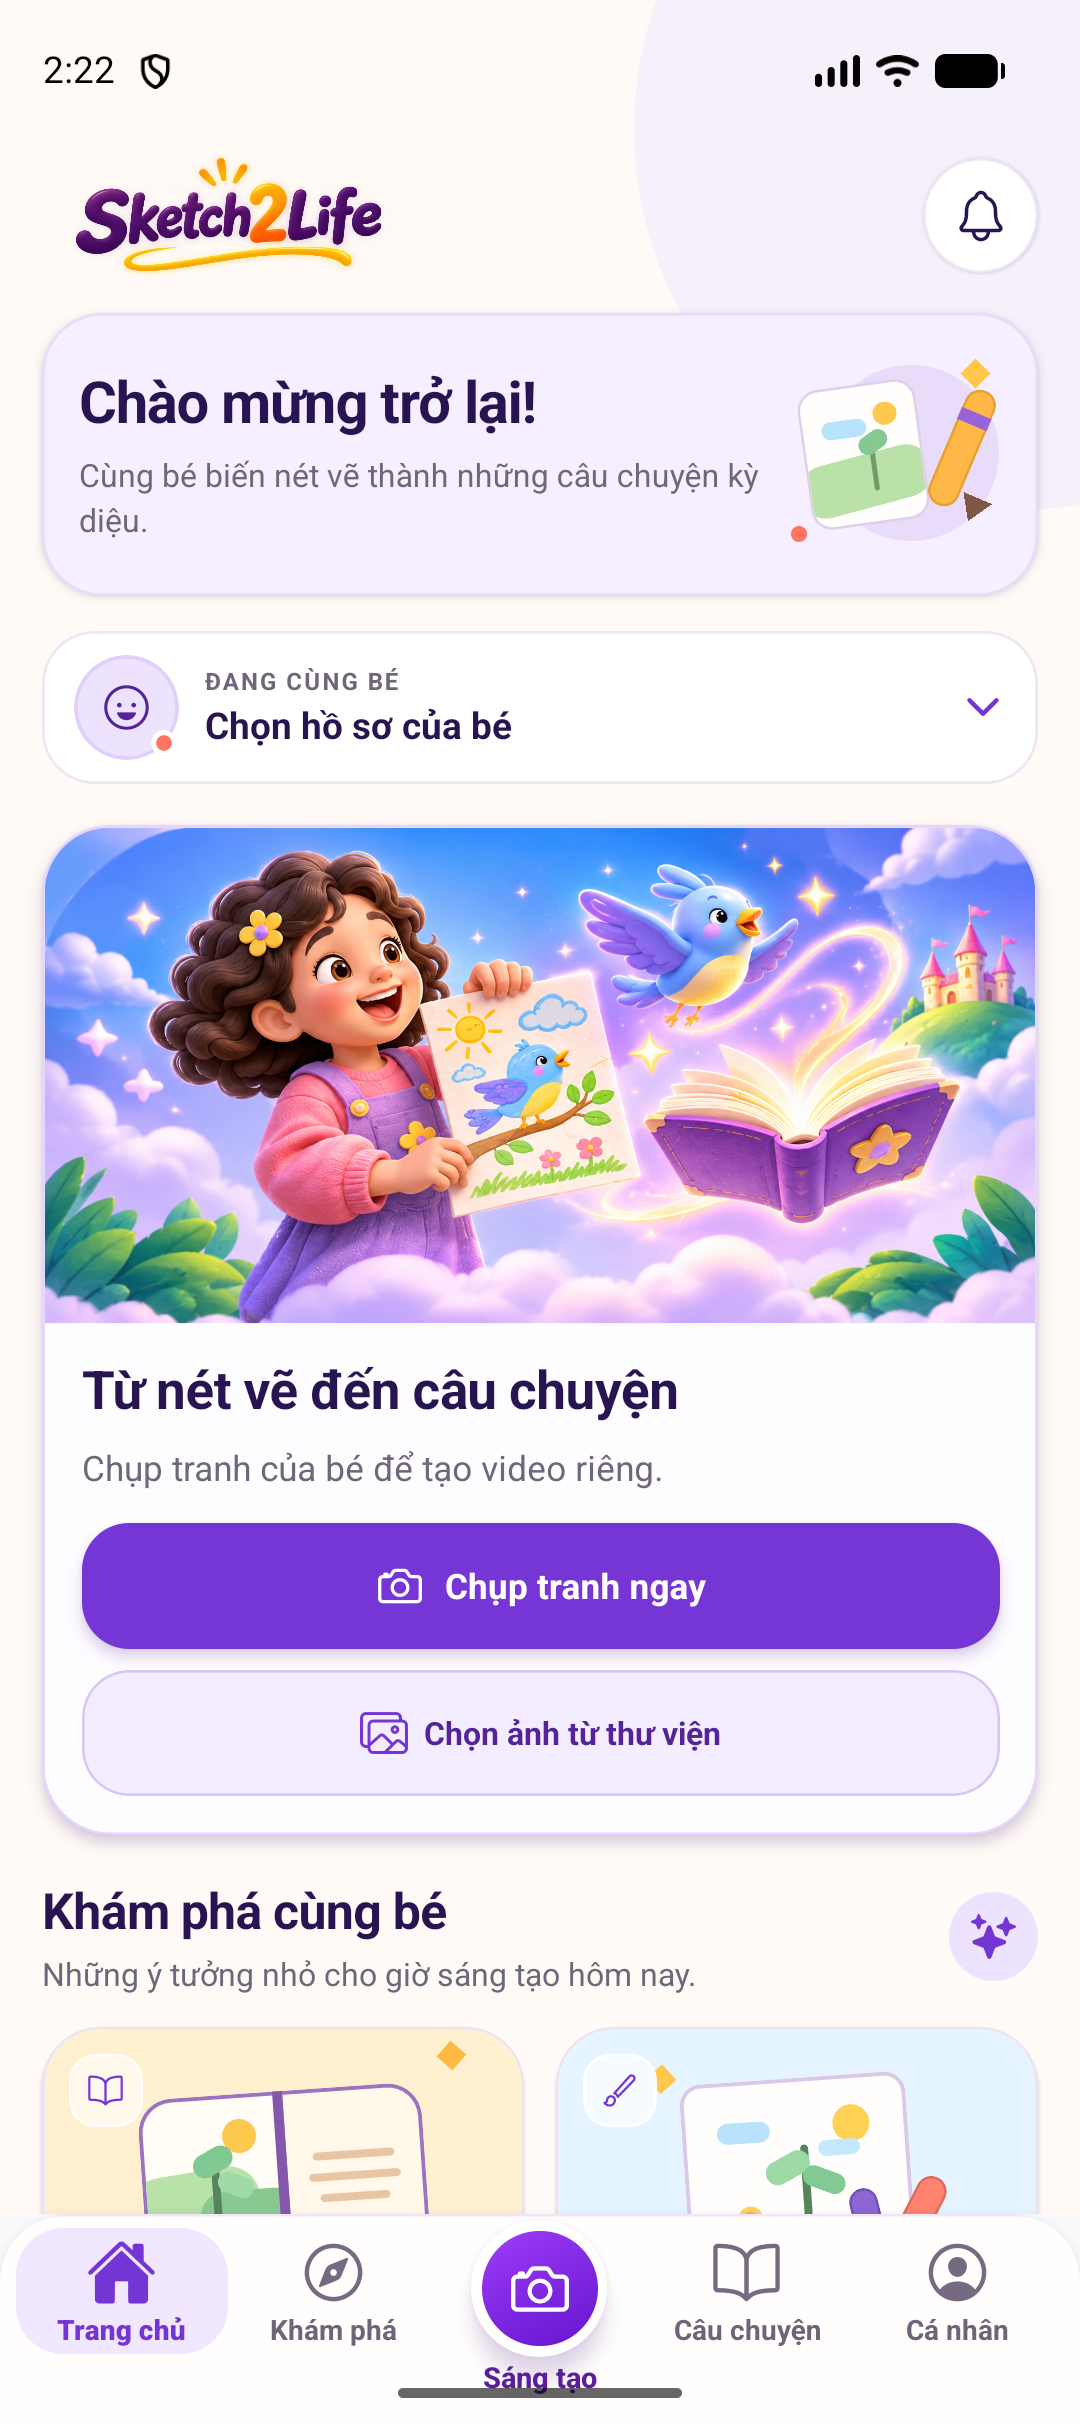 2:22
Sketch2Life
Chào mừng trở lại!
Cùng bé biến nét vẽ thành những câu chuyện kỳ
diệu.
ĐANG CÙNG BÉ
Chọn hồ sơ của bé
Từ nét vẽ đến câu chuyện
Chụp tranh của bé để tạo video riêng.
Chụp tranh ngay
Chọn ảnh từ thư viện
Khám phá cùng bé
Những ý tưởng nhỏ cho giờ sáng tạo hôm nay.
Trang chủ
Khám phá
Sáng tạo
Câu chuyện
Cá nhân